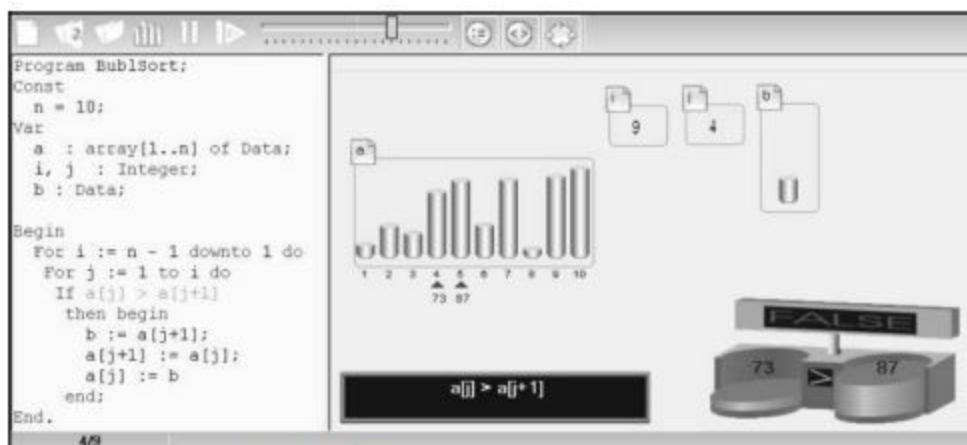 Program BublSort;
Const
n = 10;
Var
a : array[1..n] of Data;
i, j : Integer;
b : Data;
Begin
For i := n - 1 downto 1 do
For j := 1 to i do
If a[j] > a[j+1]
then begin
b := a[j+1];
a[j+1] := a[j];
a[j] := b
end;
End.
4/9
i
9
j
4
b
a
1 2 3 4 5 6 7 8 9 10
73 87
a[j] > a[j+1]
FALSE
73 > 87